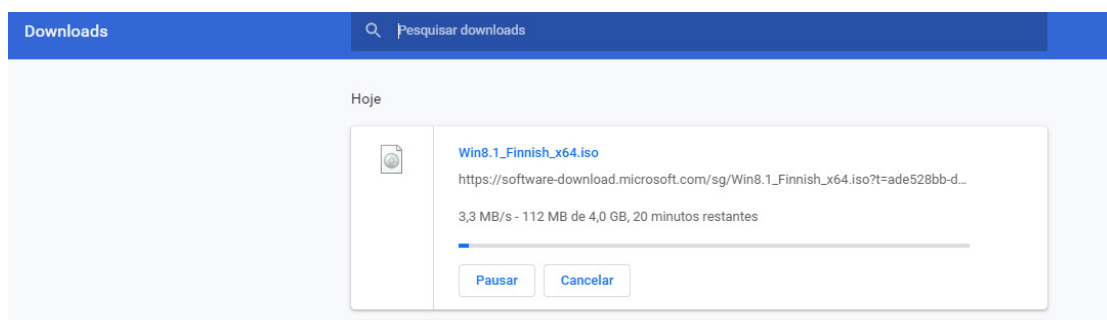 Downloads
Pesquisar downloads
Hoje
Win8.1_Finnish_x64.iso
https://software-download.microsoft.com/sg/Win8.1_Finnish_x64.iso?t=ade528bb-d...
3,3 MB/s - 112 MB de 4,0 GB, 20 minutos restantes
Pausar
Cancelar